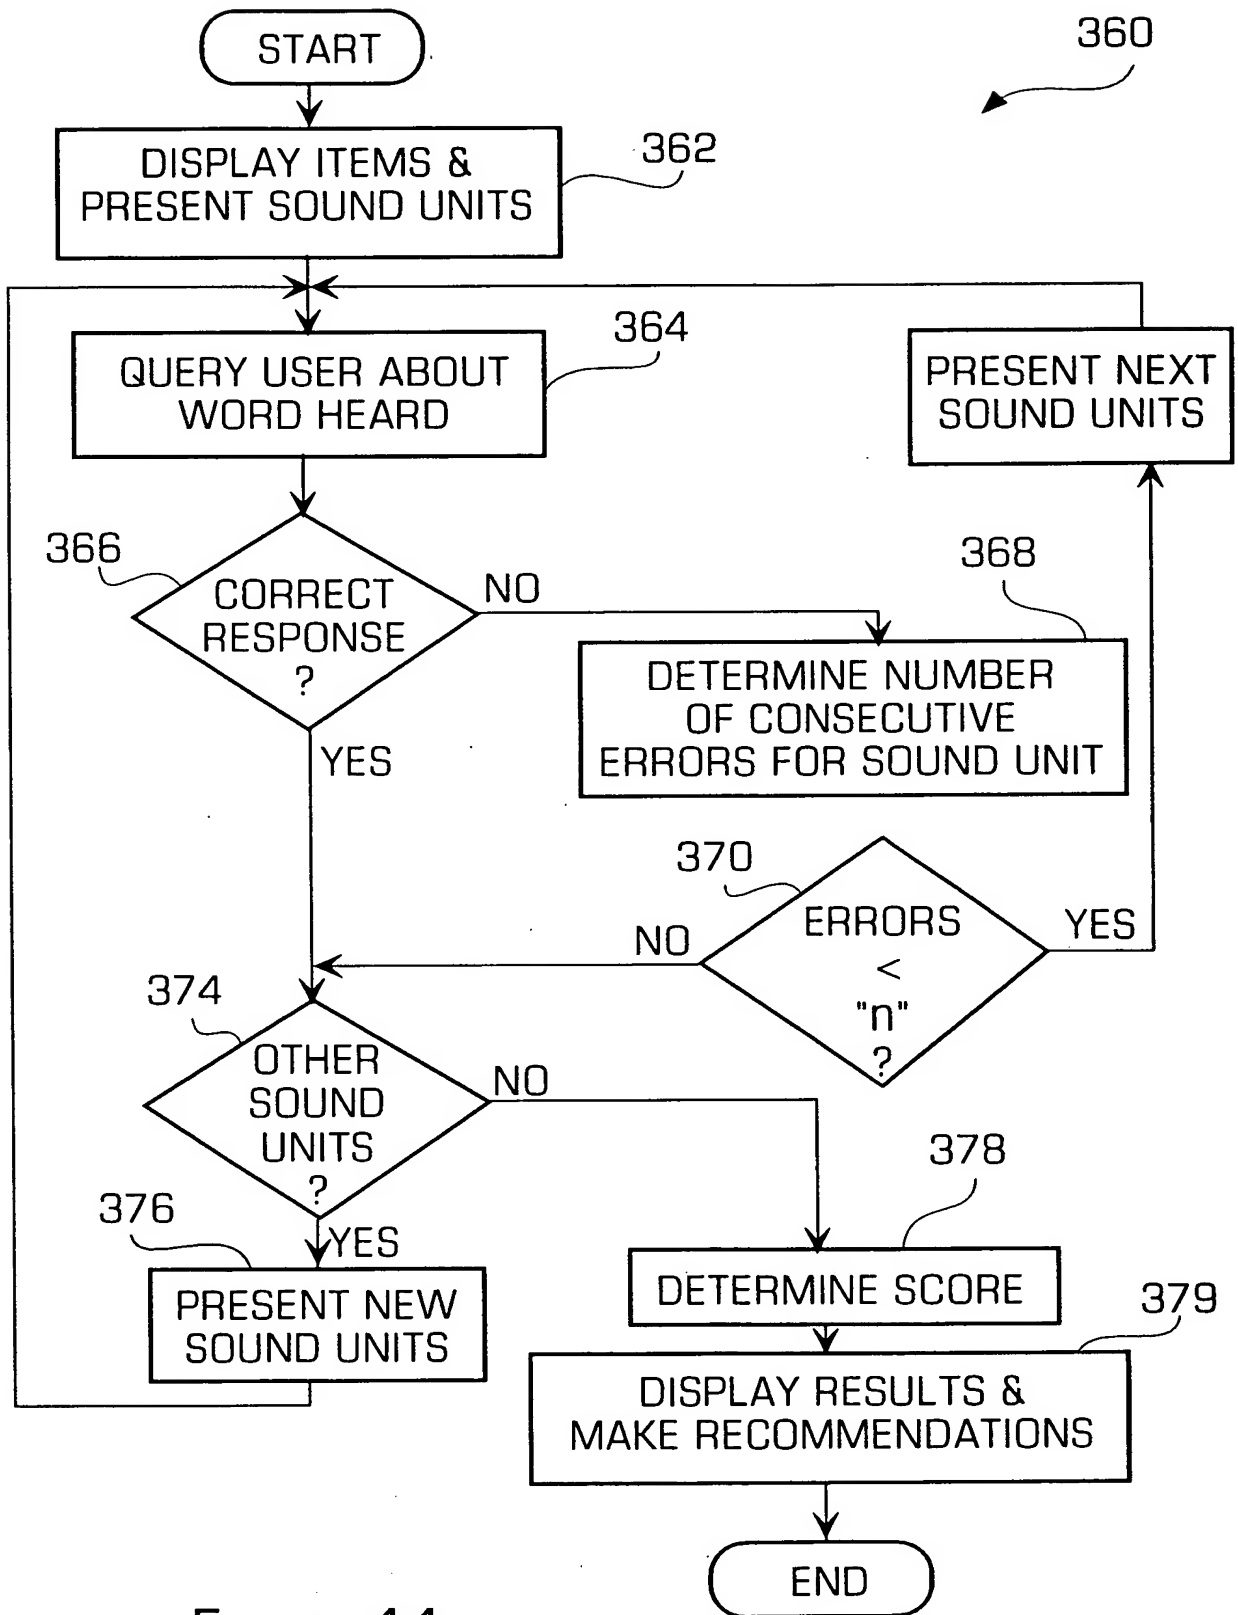 START
360
DISPLAY ITEMS &
PRESENT SOUND UNITS
362
QUERY USER ABOUT
WORD HEARD
364
PRESENT NEXT
SOUND UNITS
366
CORRECT
RESPONSE
?
NO
YES
368
DETERMINE NUMBER
OF CONSECUTIVE
ERRORS FOR SOUND UNIT
370
ERRORS
<
"n"
?
NO
YES
374
OTHER
SOUND
UNITS
?
NO
YES
376
PRESENT NEW
SOUND UNITS
378
DETERMINE SCORE
379
DISPLAY RESULTS &
MAKE RECOMMENDATIONS
END